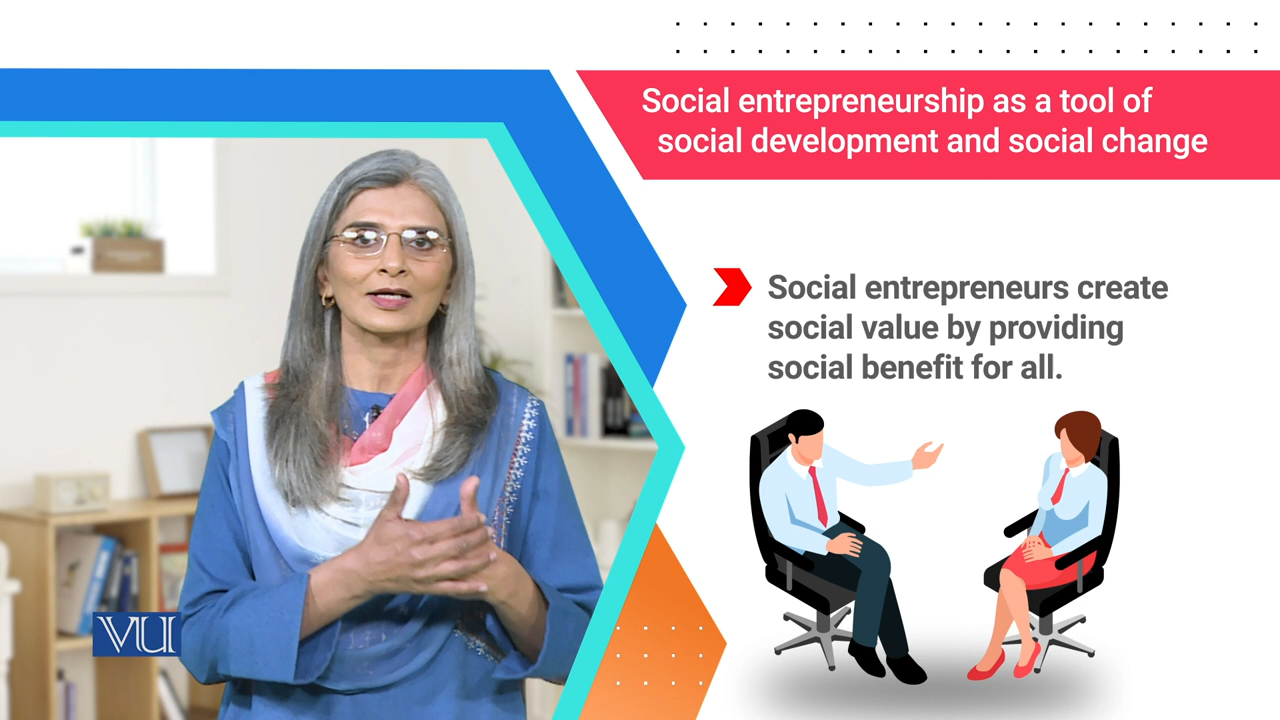 Social entrepreneurship as a tool of
social development and social change
Social entrepreneurs create
social value by providing
social benefit for all.
VU